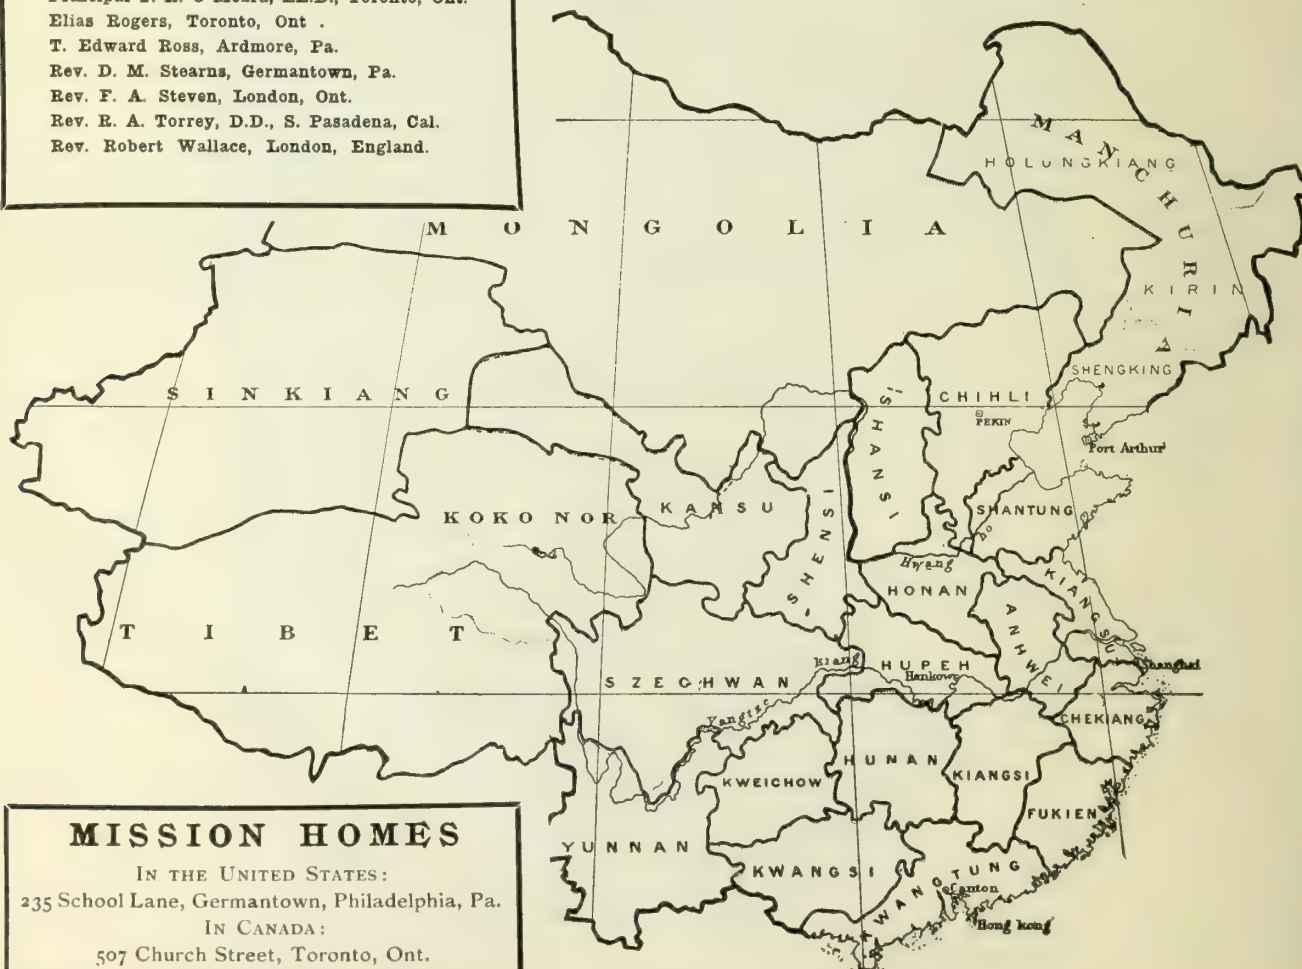 Elias Rogers, Toronto, Ont .
T. Edward Ross, Ardmore, Pa.
Rev. D. M. Stearns, Germantown, Pa.
Rev. F. A. Steven, London, Ont.
Rev. R. A. Torrey, D.D., S. Pasadena, Cal.
Rev. Robert Wallace, London, England.
MANCHURIA
HOLUNGKIANG
MONGOLIA
KIRIN
SHENGKING
SINKIANG
CHIHLI
PEKIN
Port Arthur
SHANSI
KANSU
KOKO NOR
SHENSI
SHANTUNG
Ho
Hwang
HONAN
KIANGSU
ANHWEI
TIBET
Kiang
HUPEH
Hankow
Shanghai
SZECHWAN
Yangtze
CHEKIANG
HUNAN
KIANGSI
KWEICHOW
FUKIEN
YUNNAN
KWANGSI
KWANGTUNG
Canton
Hong kong
MISSION HOMES
IN THE UNITED STATES:
235 School Lane, Germantown, Philadelphia, Pa.
IN CANADA:
507 Church Street, Toronto, Ont.